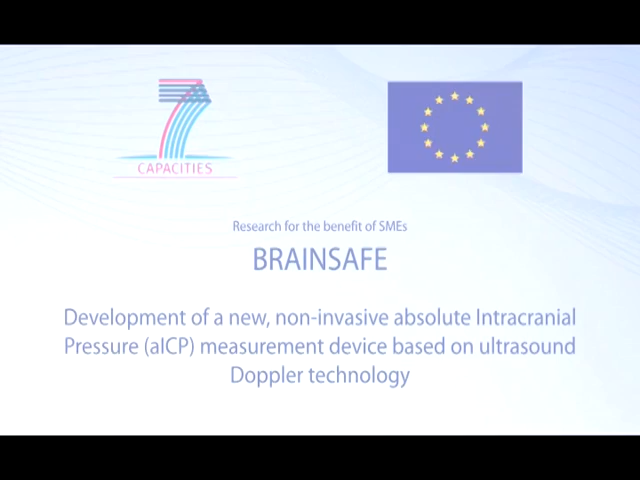 7
CAPACITIES
Research for the benefit of SMEs
BRAINSAFE
Development of a new, non-invasive absolute Intracranial
Pressure (aICP) measurement device based on ultrasound
Doppler technology